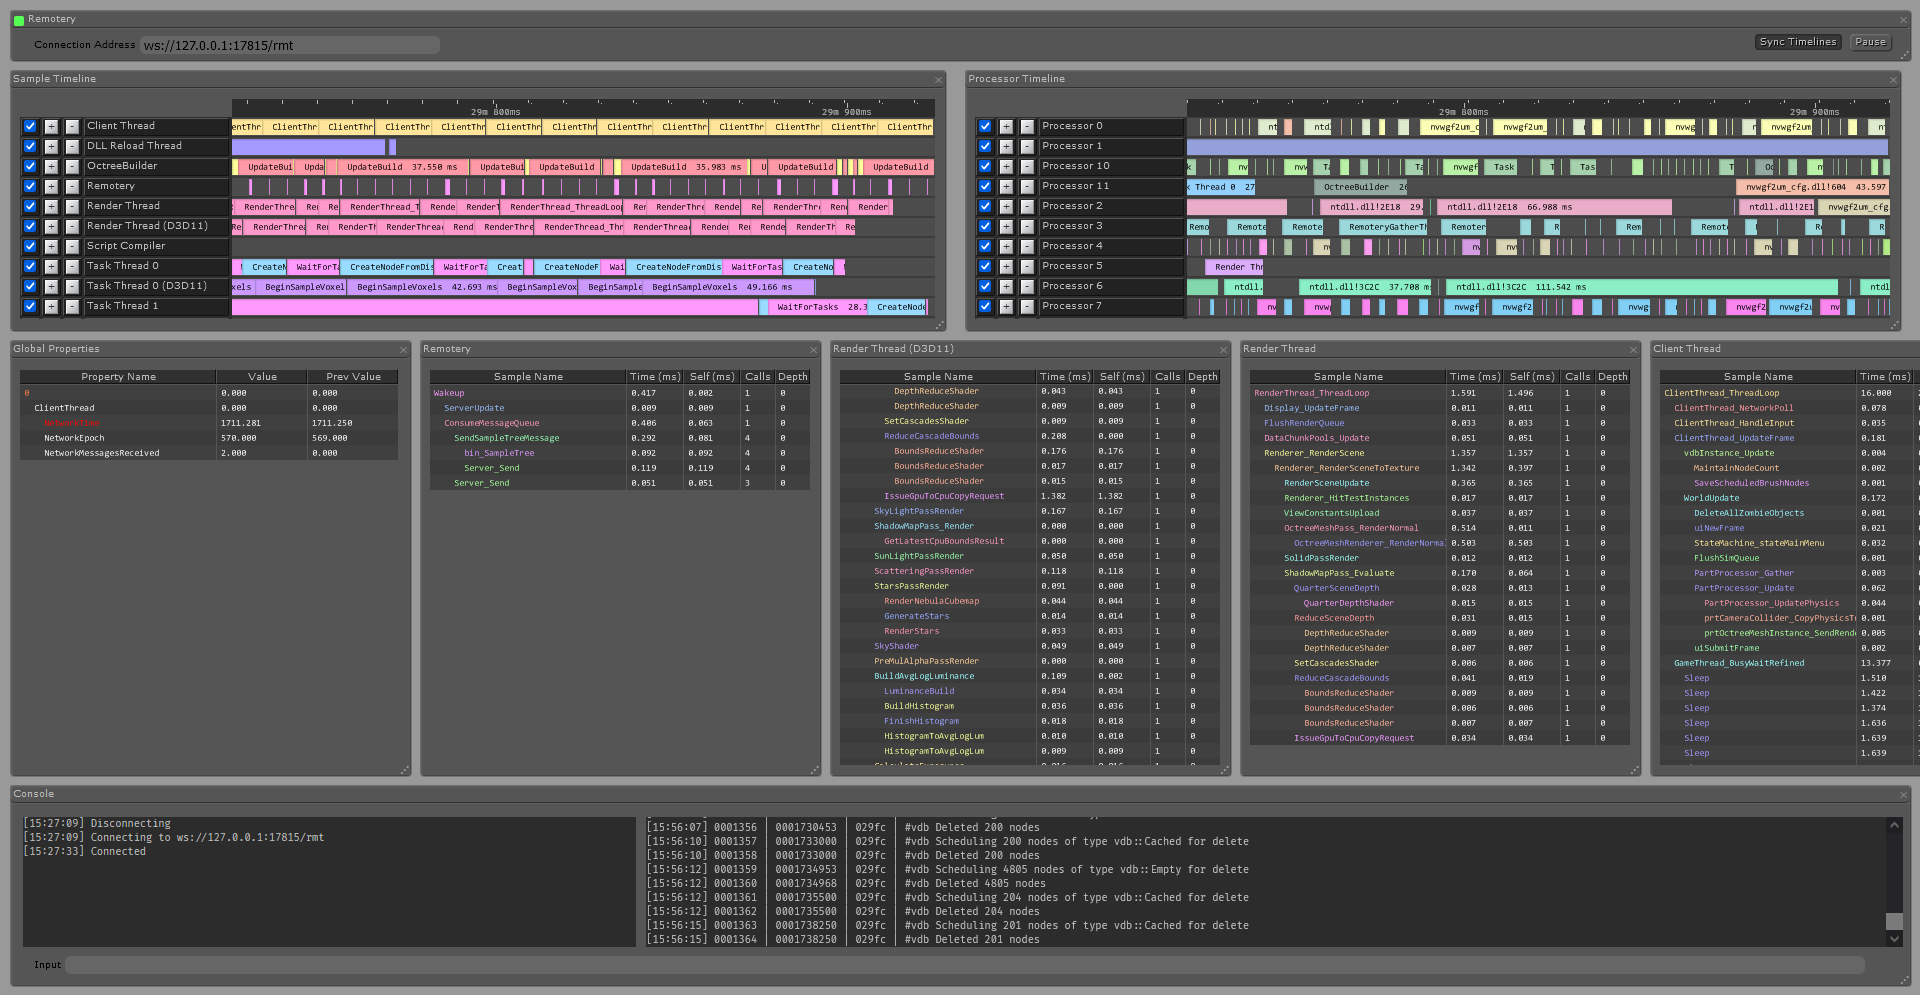 Remotery
Connection Address ws://127.0.0.1:17815/rmt
Sync Timelines Pause
Sample Timeline
29m 800ms 29m 900ms
Client Thread
DLL Reload Thread
OctreeBuilder UpdateBui Upda UpdateBuild 37.550 ms UpdateBui UpdateBuild UpdateBuild 35.983 ms U UpdateBuild UpdateBuild
Remotery
Render Thread
Render Thread (D3D11)
Script Compiler
Task Thread 0
Task Thread 0 (D3D11) BeginSampleVoxel BeginSampleVoxels 42.693 ms BeginSampleVox BeginSampleVoxel BeginSampleVoxels 49.166 ms
Task Thread 1 WaitForTasks 28.3 CreateNode
Processor Timeline
29m 800ms 29m 900ms
Processor 0
Processor 1
Processor 10
Processor 11 Thread 0 27 OctreeBuilder 26 nvwgf2um_cfg.dll!604 43.597
Processor 2 ntdll.dll!2E18 29. ntdll.dll!2E18 66.988 ms ntdll.dll!2E1 nvwgf2um_cfg
Processor 3
Processor 4
Processor 5 Render Thr
Processor 6 ntdll. ntdll.dll!3C2C 37.708 m ntdll.dll!3C2C 111.542 ms ntdl
Processor 7
Global Properties
Property Name Value Prev Value
0 0.000 0.000
ClientThread 0.000 0.000
NetworkTime 1711.281 1711.250
NetworkEpoch 570.000 569.000
NetworkMessagesReceived 2.000 0.000
Remotery
Sample Name Time (ms) Self (ms) Calls Depth
Wakeup 0.417 0.002 1 0
ServerUpdate 0.009 0.009 1 0
ConsumeMessageQueue 0.406 0.063 1 0
SendSampleTreeMessage 0.292 0.081 4 0
bin_SampleTree 0.092 0.092 4 0
Server_Send 0.119 0.119 4 0
Server_Send 0.051 0.051 3 0
Render Thread (D3D11)
Sample Name Time (ms) Self (ms) Calls Depth
DepthReduceShader 0.043 0.043 1 0
DepthReduceShader 0.009 0.009 1 0
SetCascadesShader 0.009 0.009 1 0
ReduceCascadeBounds 0.208 0.000 1 0
BoundsReduceShader 0.176 0.176 1 0
BoundsReduceShader 0.017 0.017 1 0
BoundsReduceShader 0.015 0.015 1 0
IssueGpuToCpuCopyRequest 1.382 1.382 1 0
SkyLightPassRender 0.167 0.167 1 0
ShadowMapPass_Render 0.000 0.000 1 0
GetLatestCpuBoundsResult 0.000 0.000 1 0
SunLightPassRender 0.050 0.050 1 0
ScatteringPassRender 0.118 0.118 1 0
StarsPassRender 0.091 0.000 1 0
RenderNebulaCubemap 0.044 0.044 1 0
GenerateStars 0.014 0.014 1 0
RenderStars 0.033 0.033 1 0
SkyShader 0.049 0.049 1 0
PreMulAlphaPassRender 0.000 0.000 1 0
BuildAvgLogLuminance 0.109 0.002 1 0
LuminanceBuild 0.034 0.034 1 0
BuildHistogram 0.036 0.036 1 0
FinishHistogram 0.018 0.018 1 0
HistogramToAvgLogLum 0.010 0.010 1 0
HistogramToAvgLogLum 0.009 0.009 1 0
Render Thread
Sample Name Time (ms) Self (ms) Calls Depth
RenderThread_ThreadLoop 1.591 1.496 1 0
Display_UpdateFrame 0.011 0.011 1 0
FlushRenderQueue 0.033 0.033 1 0
DataChunkPools_Update 0.051 0.051 1 0
Renderer_RenderScene 1.357 1.357 1 0
Renderer_RenderSceneToTexture 1.342 0.397 1 0
RenderSceneUpdate 0.365 0.365 1 0
Renderer_HitTestInstances 0.017 0.017 1 0
ViewConstantsUpload 0.037 0.037 1 0
OctreeMeshPass_RenderNormal 0.514 0.011 1 0
OctreeMeshRenderer_RenderNorma 0.503 0.503 1 0
SolidPassRender 0.012 0.012 1 0
ShadowMapPass_Evaluate 0.170 0.064 1 0
QuarterSceneDepth 0.028 0.013 1 0
QuarterDepthShader 0.015 0.015 1 0
ReduceSceneDepth 0.031 0.015 1 0
DepthReduceShader 0.009 0.009 1 0
DepthReduceShader 0.007 0.007 1 0
SetCascadesShader 0.006 0.006 1 0
ReduceCascadeBounds 0.041 0.019 1 0
BoundsReduceShader 0.009 0.009 1 0
BoundsReduceShader 0.006 0.006 1 0
BoundsReduceShader 0.007 0.007 1 0
IssueGpuToCpuCopyRequest 0.034 0.034 1 0
Client Thread
Sample Name Time (ms)
ClientThread_ThreadLoop 16.000
ClientThread_NetworkPoll 0.078
ClientThread_HandleInput 0.035
ClientThread_UpdateFrame 0.181
vdbInstance_Update 0.004
MaintainNodeCount 0.002
SaveScheduledBrushNodes 0.001
WorldUpdate 0.172
DeleteAllZombieObjects 0.001
uiNewFrame 0.021
StateMachine_stateMainMenu 0.032
FlushSimQueue 0.001
PartProcessor_Gather 0.003
PartProcessor_Update 0.062
PartProcessor_UpdatePhysics 0.044
prtCameraCollider_CopyPhysicsT 0.001
prtOctreeMeshInstance_SendRend 0.005
uiSubmitFrame 0.002
GameThread_BusyWaitRefined 13.377
Sleep 1.510
Sleep 1.422
Sleep 1.374
Sleep 1.636
Sleep 1.639
Sleep 1.639
Console
[15:27:09] Disconnecting
[15:27:09] Connecting to ws://127.0.0.1:17815/rmt
[15:27:33] Connected
[15:56:07] 0001356 | 0001730453 | 029fc | #vdb Deleted 200 nodes
[15:56:10] 0001357 | 0001733000 | 029fc | #vdb Scheduling 200 nodes of type vdb::Cached for delete
[15:56:10] 0001358 | 0001733000 | 029fc | #vdb Deleted 200 nodes
[15:56:12] 0001359 | 0001734953 | 029fc | #vdb Scheduling 4805 nodes of type vdb::Empty for delete
[15:56:12] 0001360 | 0001734968 | 029fc | #vdb Deleted 4805 nodes
[15:56:12] 0001361 | 0001735500 | 029fc | #vdb Scheduling 204 nodes of type vdb::Cached for delete
[15:56:12] 0001362 | 0001735500 | 029fc | #vdb Deleted 204 nodes
[15:56:15] 0001363 | 0001738250 | 029fc | #vdb Scheduling 201 nodes of type vdb::Cached for delete
[15:56:15] 0001364 | 0001738250 | 029fc | #vdb Deleted 201 nodes
Input